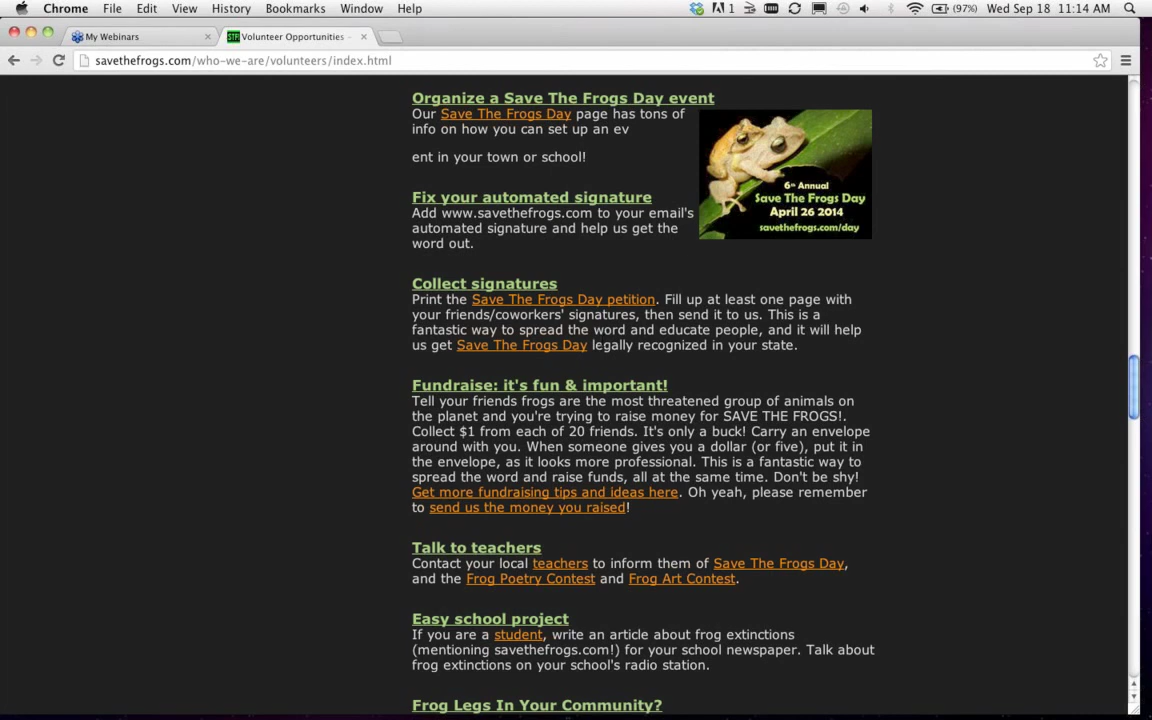 Chrome File Edit View History Bookmarks Window Help 1 (97%) Wed Sep 18 11:14 AM
My Webinars
STF Volunteer Opportunities -
savethefrogs.com/who-we-are/volunteers/index.html
Organize a Save The Frogs Day event
Our Save The Frogs Day page has tons of
info on how you can set up an ev
ent in your town or school!
6th Annual
Save The Frogs Day
April 26 2014
savethefrogs.com/day
Fix your automated signature
Add www.savethefrogs.com to your email's
automated signature and help us get the
word out.
Collect signatures
Print the Save The Frogs Day petition. Fill up at least one page with
your friends/coworkers' signatures, then send it to us. This is a
fantastic way to spread the word and educate people, and it will help
us get Save The Frogs Day legally recognized in your state.
Fundraise: it's fun & important!
Tell your friends frogs are the most threatened group of animals on
the planet and you're trying to raise money for SAVE THE FROGS!.
Collect $1 from each of 20 friends. It's only a buck! Carry an envelope
around with you. When someone gives you a dollar (or five), put it in
the envelope, as it looks more professional. This is a fantastic way to
spread the word and raise funds, all at the same time. Don't be shy!
Get more fundraising tips and ideas here. Oh yeah, please remember
to send us the money you raised!
Talk to teachers
Contact your local teachers to inform them of Save The Frogs Day,
and the Frog Poetry Contest and Frog Art Contest.
Easy school project
If you are a student, write an article about frog extinctions
(mentioning savethefrogs.com!) for your school newspaper. Talk about
frog extinctions on your school's radio station.
Frog Legs In Your Community?